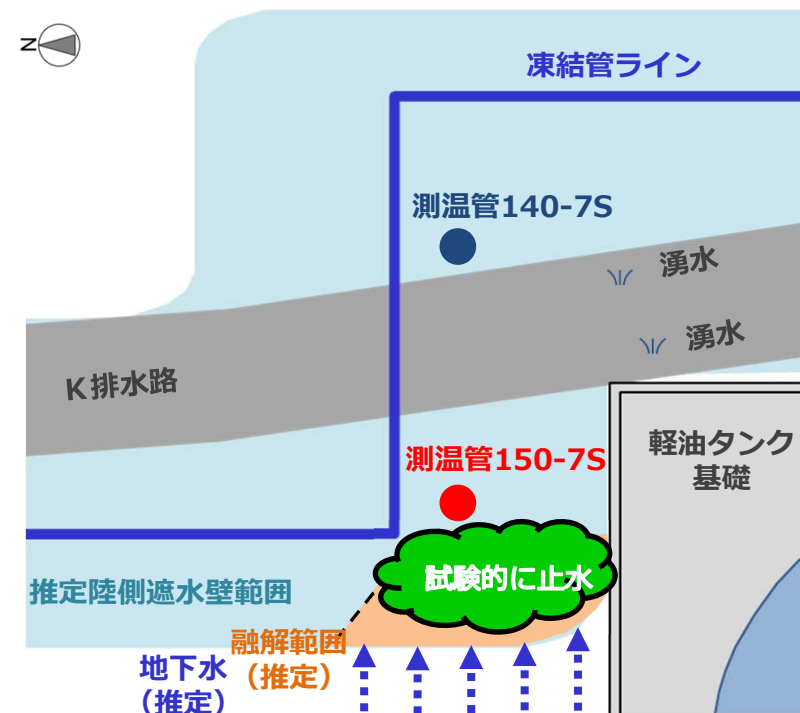 N
凍結管ライン
測温管140-7S
湧水
湧水
K排水路
測温管150-7S
軽油タンク
基礎
試験的に止水
推定陸側遮水壁範囲
融解範囲
（推定）
地下水
（推定）